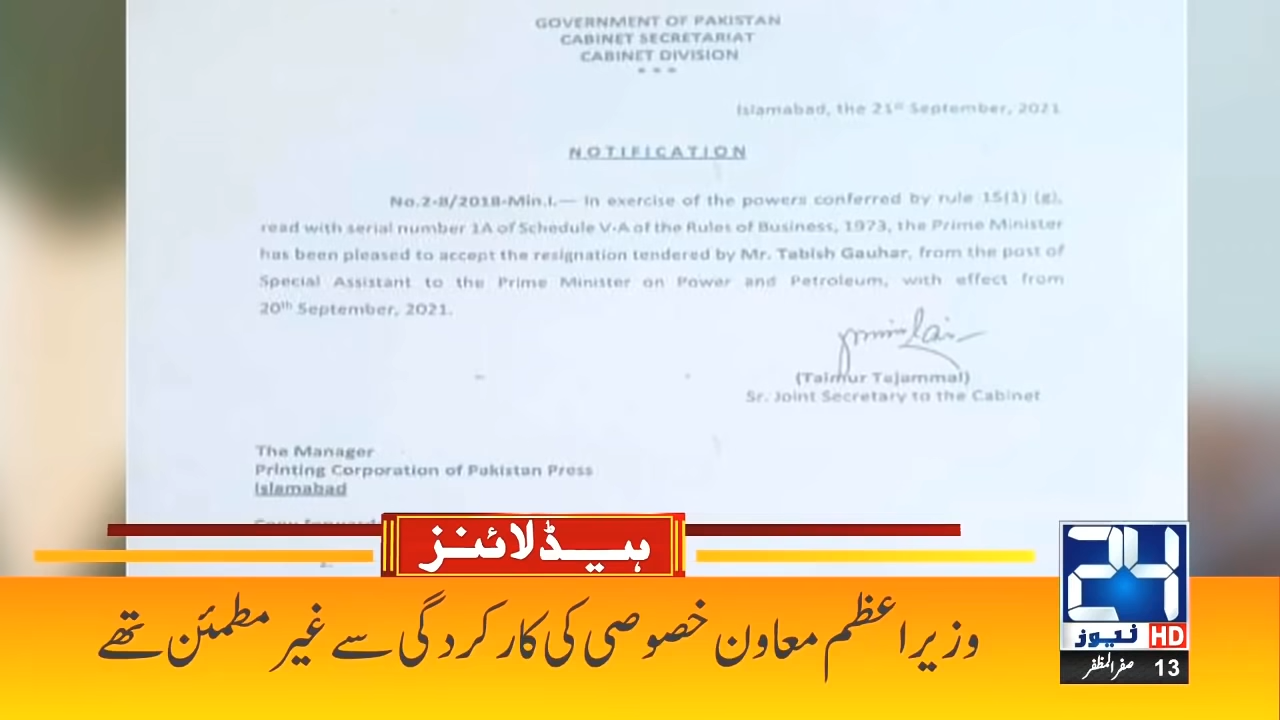 GOVERNMENT OF PAKISTAN
CABINET SECRETARIAT
CABINET DIVISION
* * *
Islamabad, the 21st September, 2021
NOTIFICATION
No.2-8/2018-Min.I.— In exercise of the powers conferred by rule 15(1) (g),
read with serial number 1A of Schedule V-A of the Rules of Business, 1973, the Prime Minister
has been pleased to accept the resignation tendered by Mr. Tabish Gauhar, from the post of
Special Assistant to the Prime Minister on Power and Petroleum, with effect from
20th September, 2021.
(Taimur Tajammal)
Sr. Joint Secretary to the Cabinet
The Manager
Printing Corporation of Pakistan Press
Islamabad
ہیڈلائنز
وزیراعظم معاون خصوصی کی کارکردگی سے غیر مطمئن تھے
24
نیوز HD
13 صفر المظفر